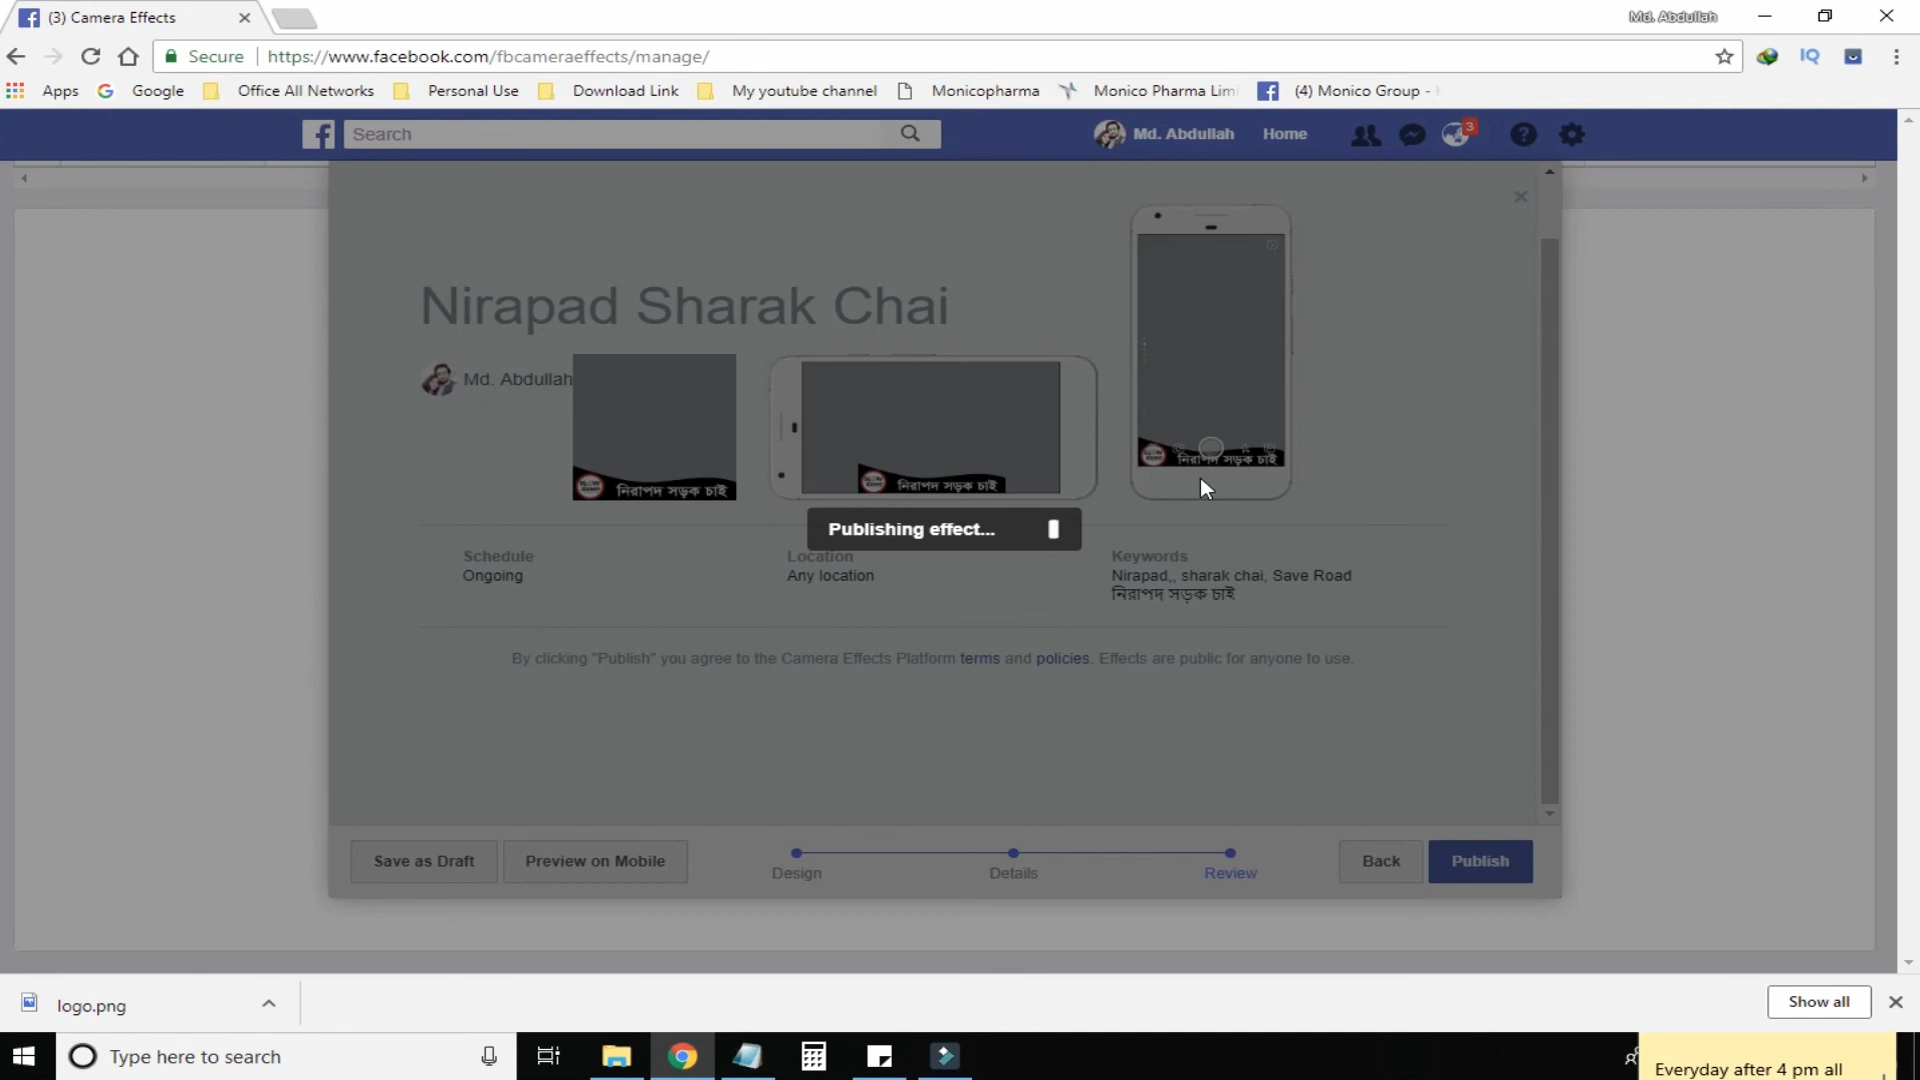 (3) Camera Effects
Md. Abdullah
Secure
https://www.facebook.com/fbcameraeffects/manage/
IQ
Apps
Google
Office All Networks
Personal Use
Download Link
My youtube channel
Monicopharma
Monico Pharma Lim
(4) Monico Group -
Search
Md. Abdullah
Home
3
Nirapad Sharak Chai
Md. Abdullah
নিরাপদ সড়ক চাই
নিরাপদ সড়ক চাই
নিরাপদ সড়ক চাই
Publishing effect...
Schedule
Ongoing
Location
Any location
Keywords
Nirapad,, sharak chai, Save Road
নিরাপদ সড়ক চাই
By clicking "Publish" you agree to the Camera Effects Platform terms and policies. Effects are public for anyone to use.
Save as Draft
Preview on Mobile
Design
Details
Review
Back
Publish
logo.png
Show all
Type here to search
Everyday after 4 pm all